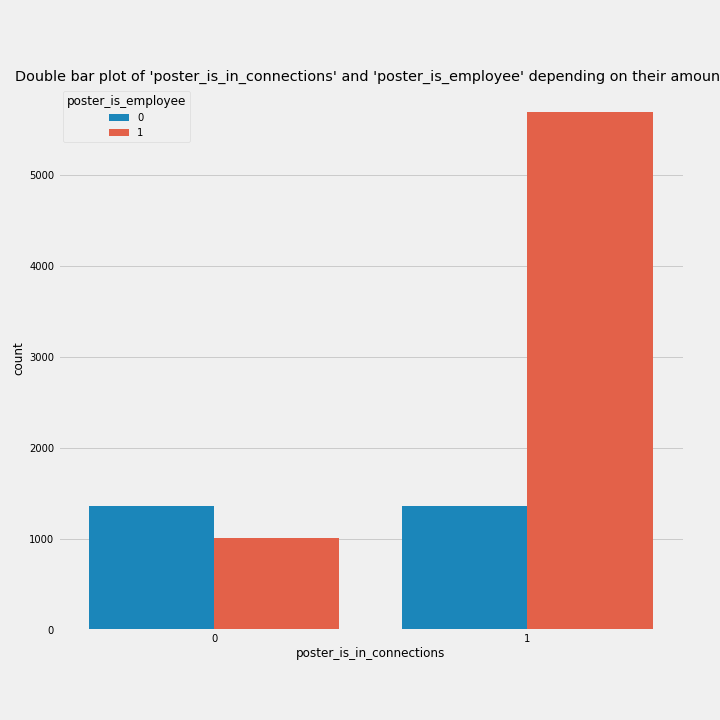 Double bar plot of 'poster_is_in_connections' and 'poster_is_employee' depending on their amoun
poster_is_employee
0
1
5000
4000
3000
2000
1000
0
count
0 1
poster_is_in_connections